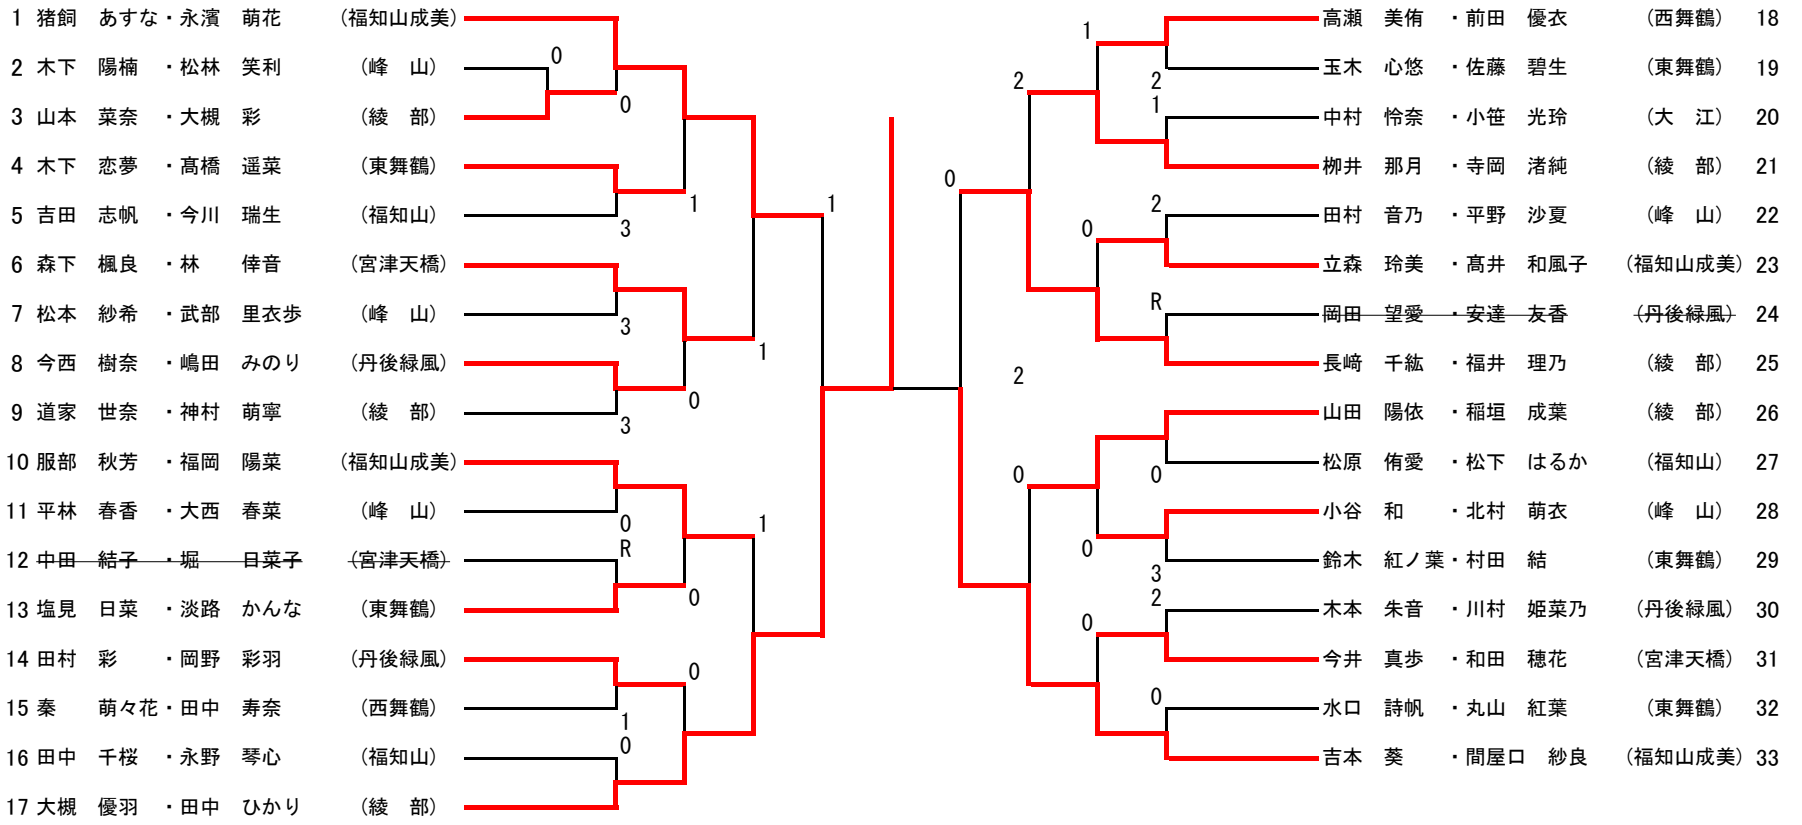 1 猪飼　あすな・永濱　萌花 (福知山成美)
2 木下　陽楠　・松林　笑利 (峰　山)
3 山本　菜奈　・大槻　彩 (綾　部)
4 木下　恋夢　・髙橋　遥菜 (東舞鶴)
5 吉田　志帆　・今川　瑞生 (福知山)
6 森下　楓良　・林　　倖音 (宮津天橋)
7 松本　紗希　・武部　里衣歩 (峰　山)
8 今西　樹奈　・嶋田　みのり (丹後緑風)
9 道家　世奈　・神村　萌寧 (綾　部)
10 服部　秋芳　・福岡　陽菜 (福知山成美)
11 平林　春香　・大西　春菜 (峰　山)
12 中田　結子　・堀　　日菜子 (宮津天橋)
13 塩見　日菜　・淡路　かんな (東舞鶴)
14 田村　彩　　・岡野　彩羽 (丹後緑風)
15 秦　　萌々花・田中　寿奈 (西舞鶴)
16 田中　千桜　・永野　琴心 (福知山)
17 大槻　優羽　・田中　ひかり (綾　部)
0
0
3
3
3
0
R
1
0
1
0
0
0
1
1
1
2
0
2
0
1
0
0
0
2
1
2
R
0
3
2
0
高瀬　美侑　・前田　優衣 (西舞鶴) 18
玉木　心悠　・佐藤　碧生 (東舞鶴) 19
中村　怜奈　・小笹　光玲 (大　江) 20
栁井　那月　・寺岡　渚純 (綾　部) 21
田村　音乃　・平野　沙夏 (峰　山) 22
立森　玲美　・髙井　和風子 (福知山成美) 23
岡田　望愛　・安達　友香 (丹後緑風) 24
長﨑　千紘　・福井　理乃 (綾　部) 25
山田　陽依　・稲垣　成葉 (綾　部) 26
松原　侑愛　・松下　はるか (福知山) 27
小谷　和　　・北村　萌衣 (峰　山) 28
鈴木　紅ノ葉・村田　結 (東舞鶴) 29
木本　朱音　・川村　姫菜乃 (丹後緑風) 30
今井　真歩　・和田　穂花 (宮津天橋) 31
水口　詩帆　・丸山　紅葉 (東舞鶴) 32
吉本　葵　　・間屋口　紗良 (福知山成美) 33